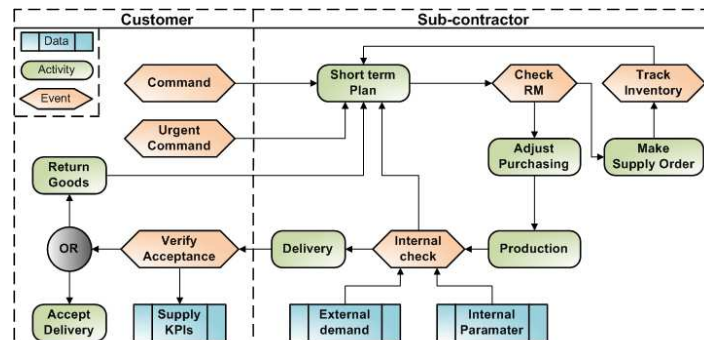 Customer
Sub-contractor
Data
Activity
Event
Command
Short term
Plan
Check
RM
Track
Inventory
Urgent
Command
Adjust
Purchasing
Make
Supply Order
Return
Goods
OR
Verify
Acceptance
Delivery
Internal
check
Production
Accept
Delivery
Supply
KPIs
External
demand
Internal
Paramater